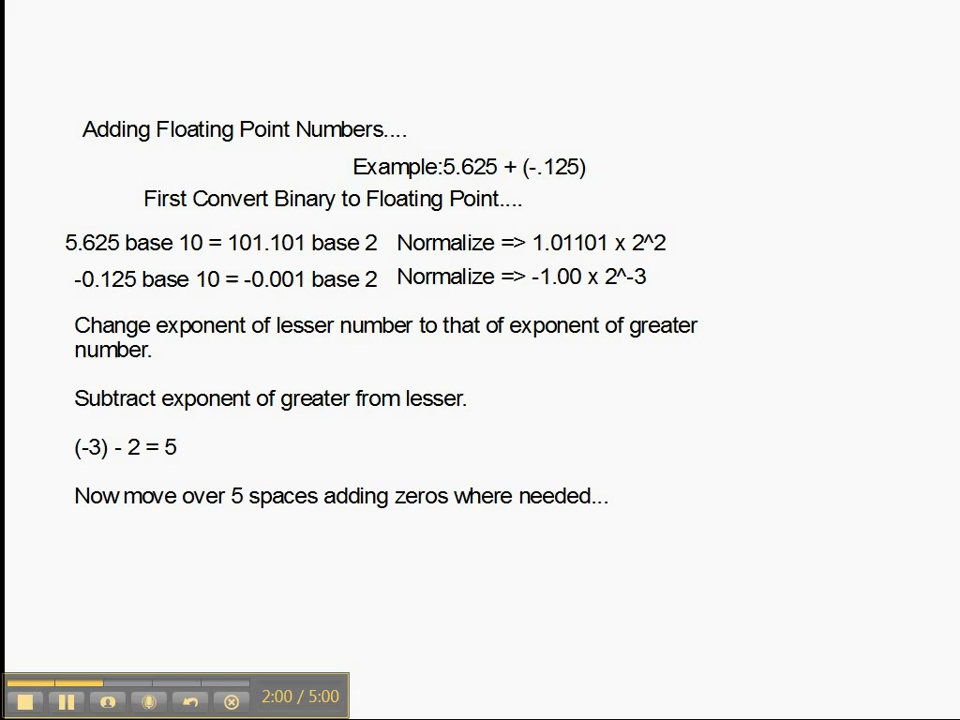 Adding Floating Point Numbers....
Example:5.625 + (-.125)
First Convert Binary to Floating Point....
5.625 base 10 = 101.101 base 2 Normalize => 1.01101 x 2^2
-0.125 base 10 = -0.001 base 2 Normalize => -1.00 x 2^-3
Change exponent of lesser number to that of exponent of greater
number.
Subtract exponent of greater from lesser.
(-3) - 2 = 5
Now move over 5 spaces adding zeros where needed...
2:00 / 5:00